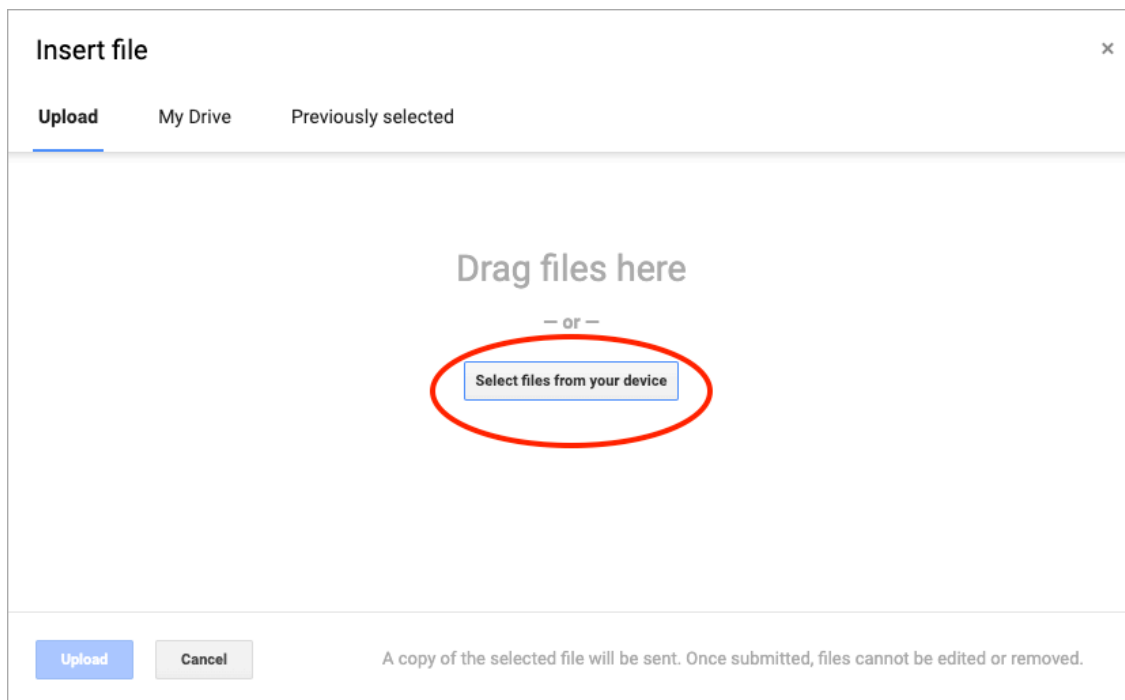 Insert file
×
Upload My Drive Previously selected
Drag files here
— or —
Select files from your device
Upload Cancel A copy of the selected file will be sent. Once submitted, files cannot be edited or removed.